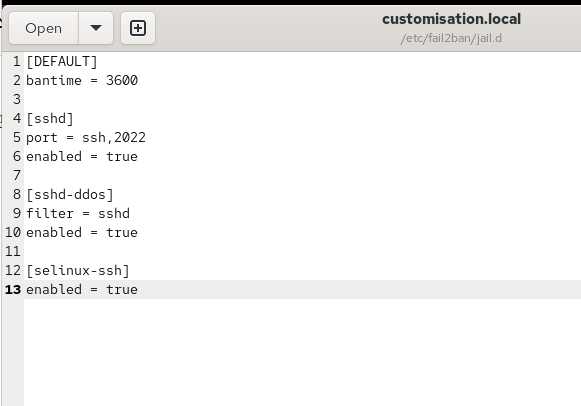 Open
customisation.local
/etc/fail2ban/jail.d
1 [DEFAULT]
2 bantime = 3600
3
4 [sshd]
5 port = ssh,2022
6 enabled = true
7
8 [sshd-ddos]
9 filter = sshd
10 enabled = true
11
12 [selinux-ssh]
13 enabled = true